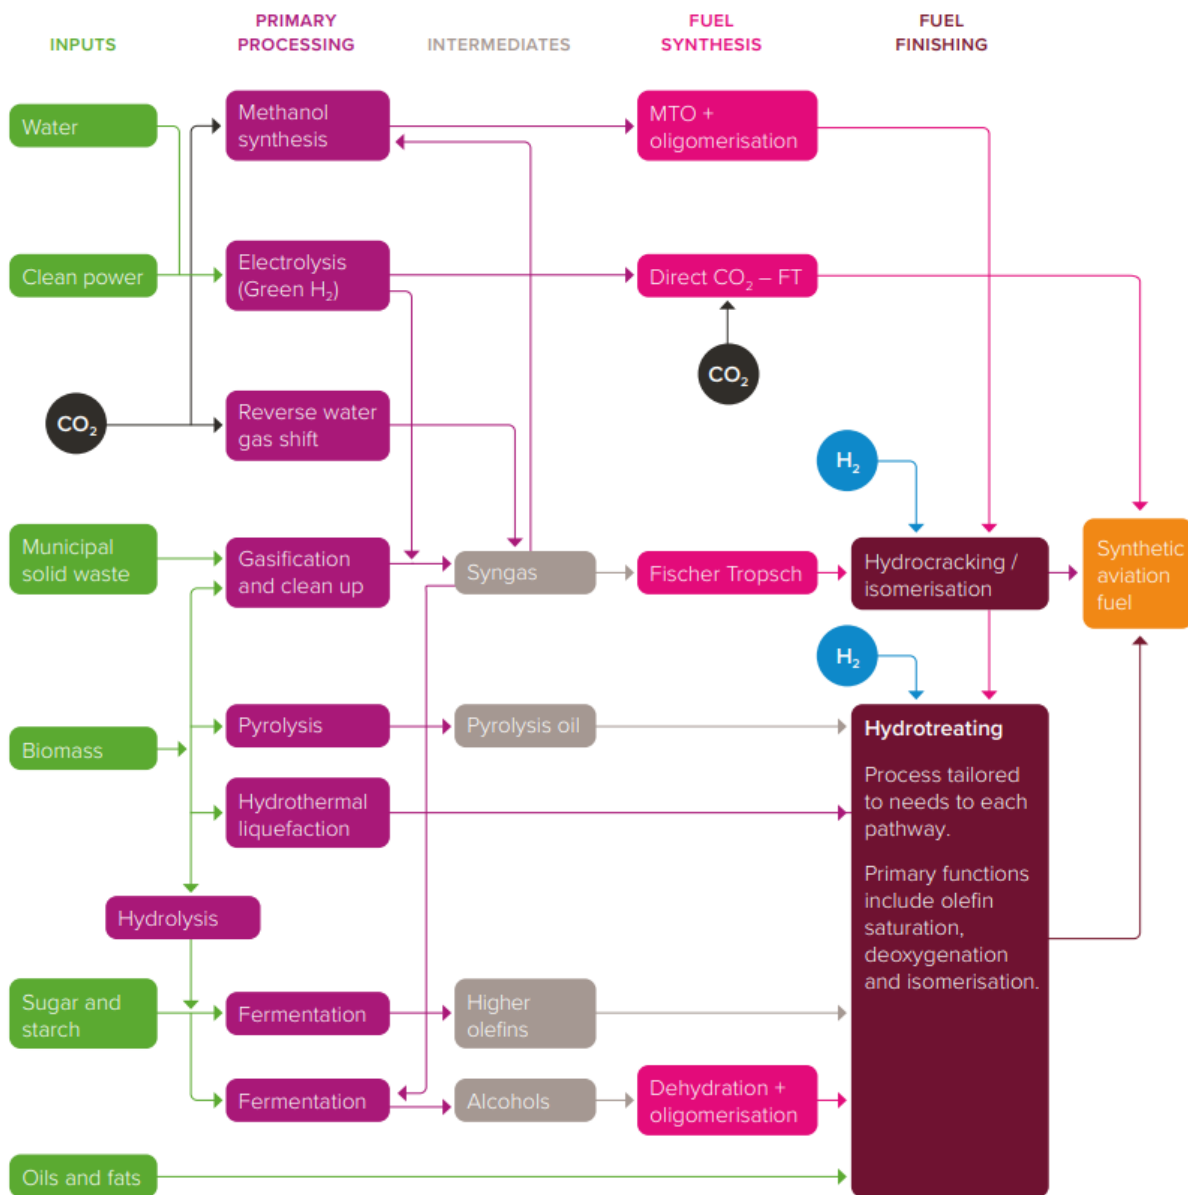 INPUTS
PRIMARY
PROCESSING
INTERMEDIATES
FUEL
SYNTHESIS
FUEL
FINISHING
Water
Methanol
synthesis
MTO +
oligomerisation
Clean power
Electrolysis
(Green H₂)
Direct CO₂ – FT
CO₂
CO₂
Reverse water
gas shift
H₂
Municipal
solid waste
Gasification
and clean up
Syngas
Fischer Tropsch
Hydrocracking /
isomerisation
Synthetic
aviation
fuel
H₂
Biomass
Pyrolysis
Pyrolysis oil
Hydrotreating
Process tailored
to needs to each
pathway.
Primary functions
include olefin
saturation,
deoxygenation
and isomerisation.
Hydrothermal
liquefaction
Hydrolysis
Sugar and
starch
Fermentation
Higher
olefins
Fermentation
Alcohols
Dehydration +
oligomerisation
Oils and fats